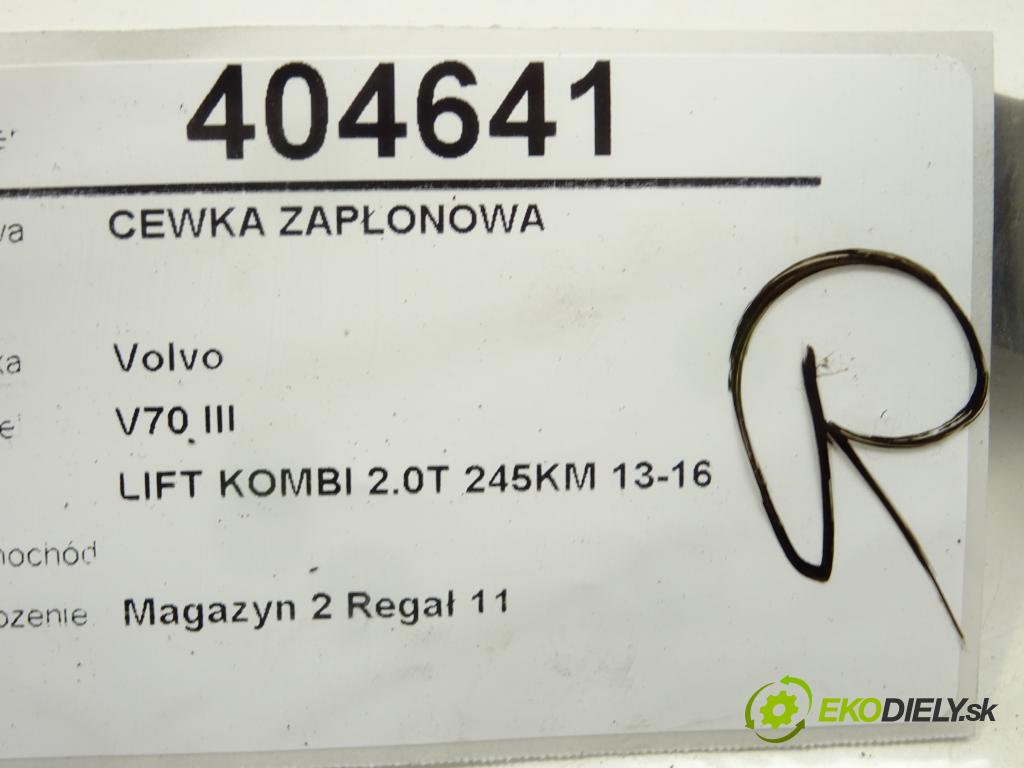 404641
CEWKA ZAPŁONOWA
Volvo
V70 III
LIFT KOMBI 2.0T 245KM 13-16
Magazyn 2 Regał 11
R
EKODIELY.sk